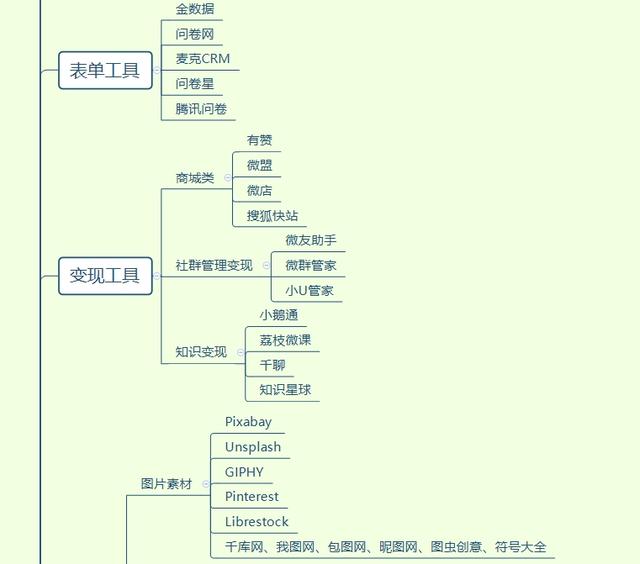 金数据
问卷网
表单工具
麦克CRM
问卷星
腾讯问卷
有赞
微盟
商城类
微店
搜狐快站
微友助手
变现工具
社群管理变现
微群管家
小U管家
小鹅通
荔枝微课
知识变现
千聊
知识星球
Pixabay
Unsplash
GIPHY
图片素材
Pinterest
Librestock
千库网、我图网、包图网、昵图网、图虫创意、符号大全